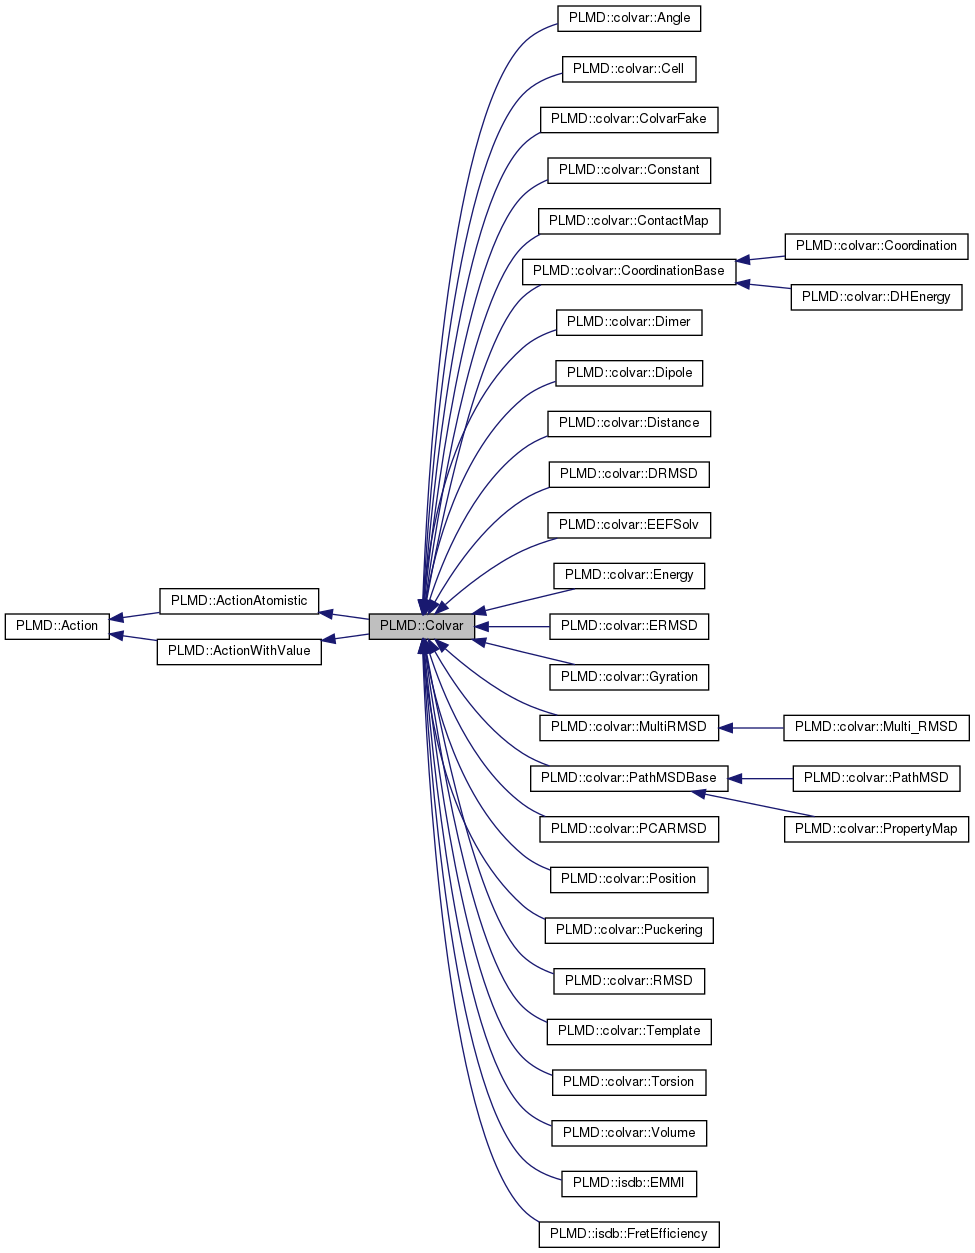 PLMD::colvar::Angle
PLMD::colvar::Cell
PLMD::colvar::ColvarFake
PLMD::colvar::Constant
PLMD::colvar::ContactMap
PLMD::colvar::Coordination
PLMD::colvar::CoordinationBase
PLMD::colvar::DHEnergy
PLMD::colvar::Dimer
PLMD::colvar::Dipole
PLMD::colvar::Distance
PLMD::colvar::DRMSD
PLMD::colvar::EEFSolv
PLMD::colvar::Energy
PLMD::ActionAtomistic
PLMD::Action
PLMD::Colvar
PLMD::colvar::ERMSD
PLMD::ActionWithValue
PLMD::colvar::Gyration
PLMD::colvar::MultiRMSD
PLMD::colvar::Multi_RMSD
PLMD::colvar::PathMSDBase
PLMD::colvar::PathMSD
PLMD::colvar::PCARMSD
PLMD::colvar::PropertyMap
PLMD::colvar::Position
PLMD::colvar::Puckering
PLMD::colvar::RMSD
PLMD::colvar::Template
PLMD::colvar::Torsion
PLMD::colvar::Volume
PLMD::isdb::EMMI
PLMD::isdb::FretEfficiency